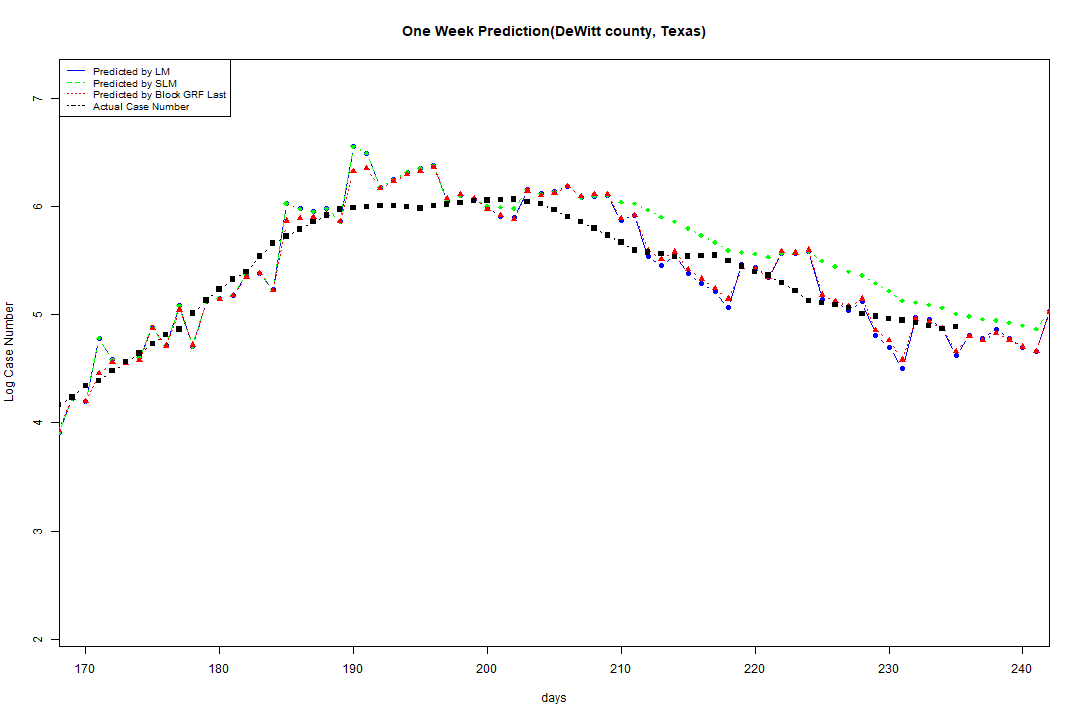 One Week Prediction(DeWitt county, Texas)
Predicted by LM
Predicted by SLM
Predicted by Block GRF Last
Actual Case Number
7
6
5
4
3
2
Log Case Number
170 180 190 200 210 220 230 240
days